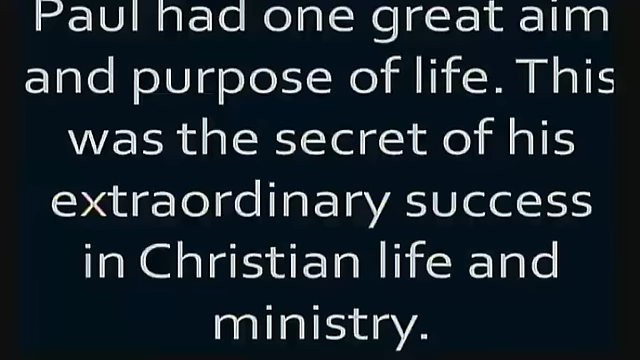 Paul had one great aim
and purpose of life. This
was the secret of his
extraordinary success
in Christian life and
ministry.